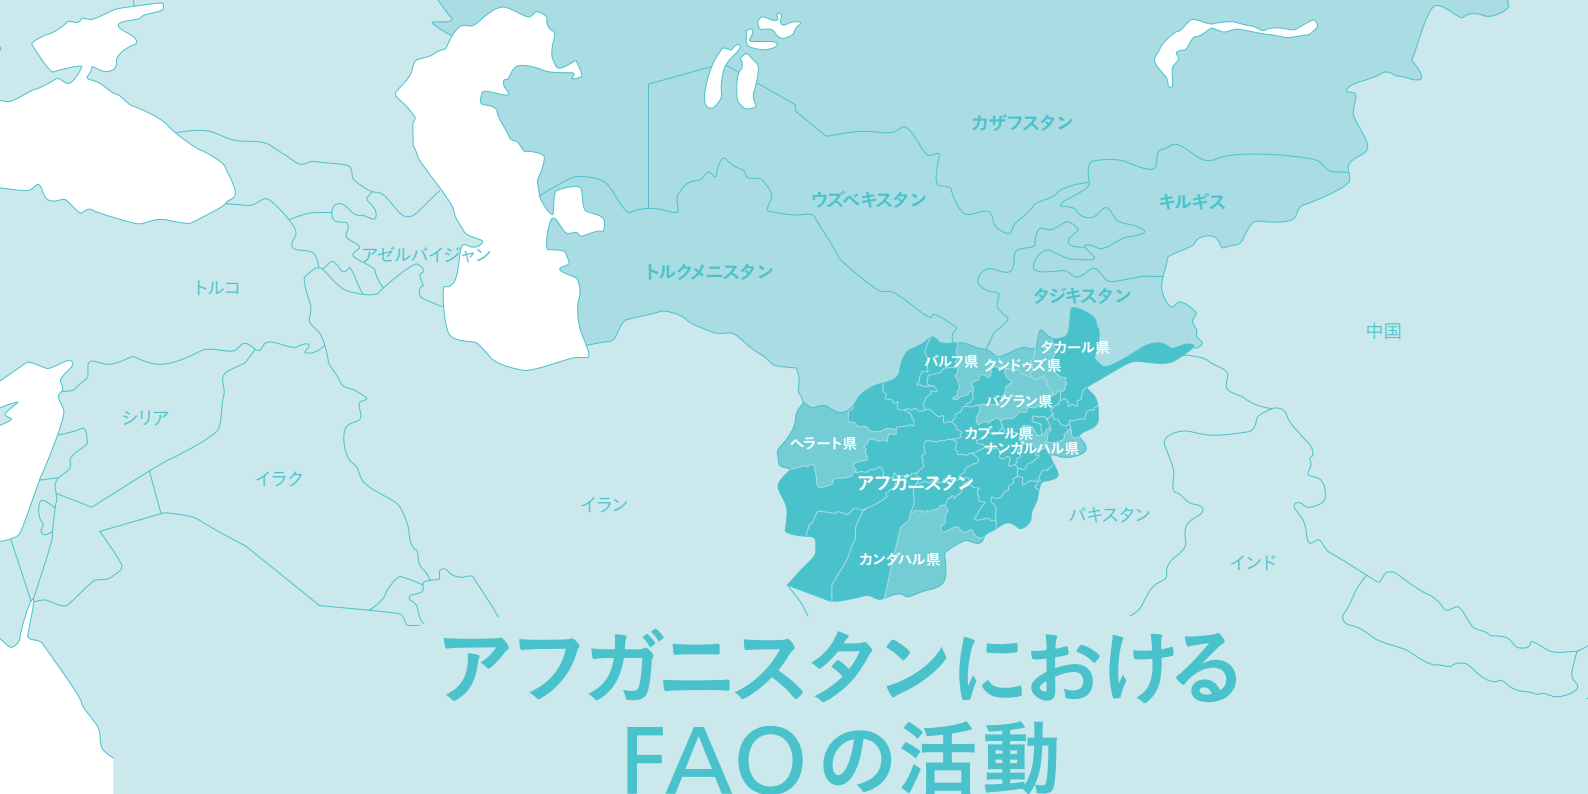 カザフスタン
ウズベキスタン
キルギス
アゼルバイジャン
トルクメニスタン
トルコ
タジキスタン
中国
タカール県
バルフ県
クンドゥズ県
バグラン県
シリア
カブール県
ヘラート県
ナンガルハル県
イラク
アフガニスタン
イラン
パキスタン
カンダハル県
インド
アフガニスタンにおける
FAOの活動